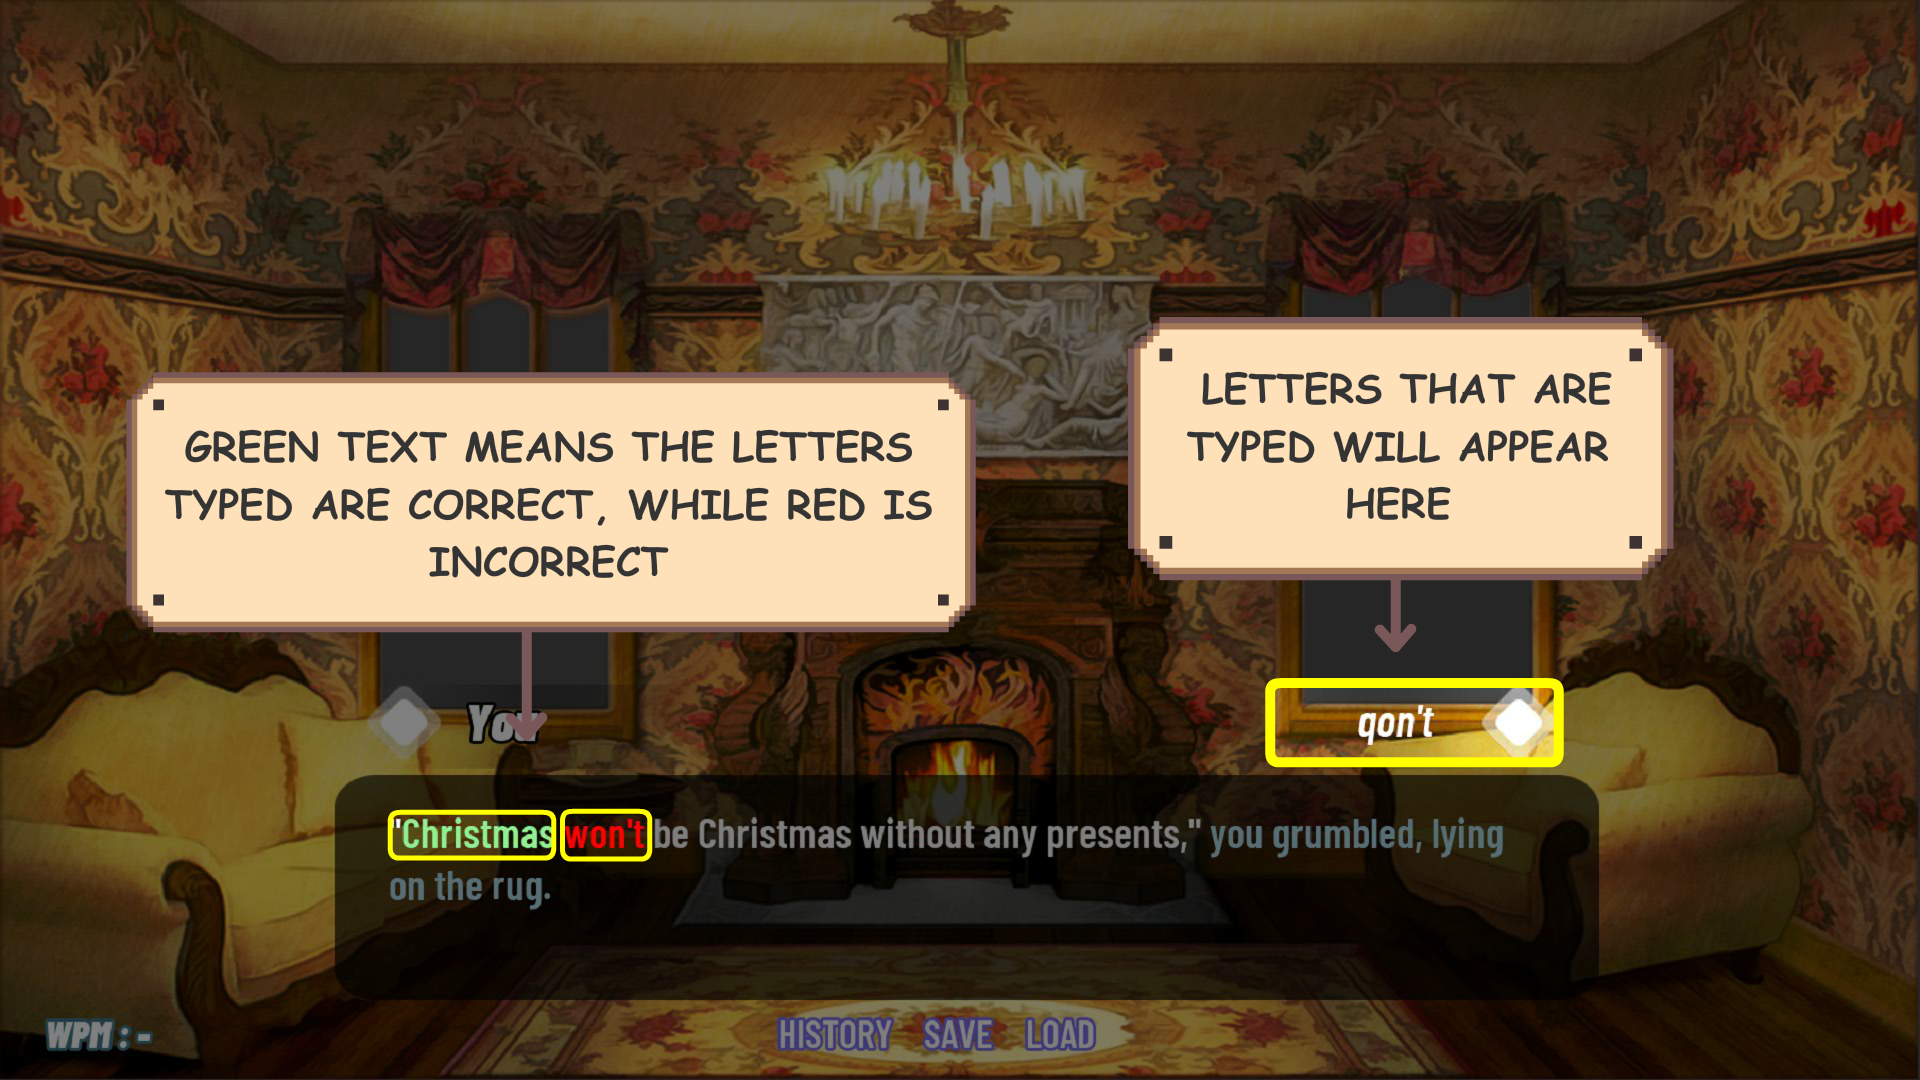 GREEN TEXT MEANS THE LETTERS
TYPED ARE CORRECT, WHILE RED IS
INCORRECT
LETTERS THAT ARE
TYPED WILL APPEAR
HERE
You
qon't
"Christmas won't be Christmas without any presents," you grumbled, lying
on the rug.
WPM : -
HISTORY SAVE LOAD